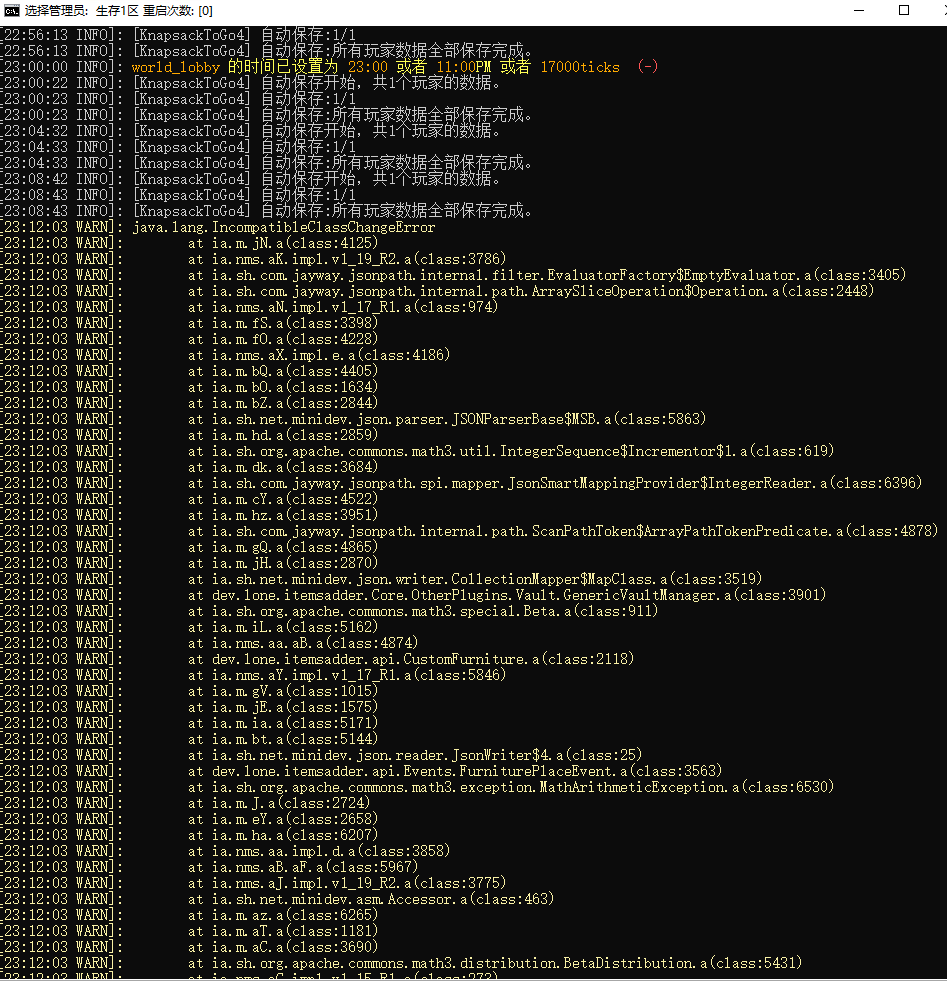 选择管理员: 生存1区 重启次数: [0]
[22:56:13 INFO]: [KnapsackToGo4] 自动保存:1/1
[22:56:13 INFO]: [KnapsackToGo4] 自动保存:所有玩家数据全部保存完成。
[23:00:00 INFO]: world_lobby 的时间已设置为 23:00 或者 11:00PM 或者 17000ticks (-)
[23:00:22 INFO]: [KnapsackToGo4] 自动保存开始，共1个玩家的数据。
[23:00:23 INFO]: [KnapsackToGo4] 自动保存:1/1
[23:00:23 INFO]: [KnapsackToGo4] 自动保存:所有玩家数据全部保存完成。
[23:04:32 INFO]: [KnapsackToGo4] 自动保存开始，共1个玩家的数据。
[23:04:33 INFO]: [KnapsackToGo4] 自动保存:1/1
[23:04:33 INFO]: [KnapsackToGo4] 自动保存:所有玩家数据全部保存完成。
[23:08:42 INFO]: [KnapsackToGo4] 自动保存开始，共1个玩家的数据。
[23:08:43 INFO]: [KnapsackToGo4] 自动保存:1/1
[23:08:43 INFO]: [KnapsackToGo4] 自动保存:所有玩家数据全部保存完成。
[23:12:03 WARN]: java.lang.IncompatibleClassChangeError
[23:12:03 WARN]: at ia.m.jN.a(class:4125)
[23:12:03 WARN]: at ia.nms.aK.impl.v1_19_R2.a(class:3786)
[23:12:03 WARN]: at ia.sh.com.jayway.jsonpath.internal.filter.EvaluatorFactory$EmptyEvaluator.a(class:3405)
[23:12:03 WARN]: at ia.sh.com.jayway.jsonpath.internal.path.ArraySliceOperation$Operation.a(class:2448)
[23:12:03 WARN]: at ia.nms.aN.impl.v1_17_R1.a(class:974)
[23:12:03 WARN]: at ia.m.fS.a(class:3398)
[23:12:03 WARN]: at ia.m.fO.a(class:4228)
[23:12:03 WARN]: at ia.nms.aX.impl.e.a(class:4186)
[23:12:03 WARN]: at ia.m.bQ.a(class:4405)
[23:12:03 WARN]: at ia.m.bO.a(class:1634)
[23:12:03 WARN]: at ia.m.bZ.a(class:2844)
[23:12:03 WARN]: at ia.sh.net.minidev.json.parser.JSONParserBase$MSB.a(class:5863)
[23:12:03 WARN]: at ia.m.hd.a(class:2859)
[23:12:03 WARN]: at ia.sh.org.apache.commons.math3.util.IntegerSequence$Incrementor$1.a(class:619)
[23:12:03 WARN]: at ia.m.dk.a(class:3684)
[23:12:03 WARN]: at ia.sh.com.jayway.jsonpath.spi.mapper.JsonSmartMappingProvider$IntegerReader.a(class:6396)
[23:12:03 WARN]: at ia.m.cY.a(class:4522)
[23:12:03 WARN]: at ia.m.hz.a(class:3951)
[23:12:03 WARN]: at ia.sh.com.jayway.jsonpath.internal.path.ScanPathToken$ArrayPathTokenPredicate.a(class:4878)
[23:12:03 WARN]: at ia.m.gQ.a(class:4865)
[23:12:03 WARN]: at ia.m.jH.a(class:2870)
[23:12:03 WARN]: at ia.sh.net.minidev.json.writer.CollectionMapper$MapClass.a(class:3519)
[23:12:03 WARN]: at dev.lone.itemsadder.Core.OtherPlugins.Vault.GenericVaultManager.a(class:3901)
[23:12:03 WARN]: at ia.sh.org.apache.commons.math3.special.Beta.a(class:911)
[23:12:03 WARN]: at ia.m.iL.a(class:5162)
[23:12:03 WARN]: at ia.nms.aa.aB.a(class:4874)
[23:12:03 WARN]: at dev.lone.itemsadder.api.CustomFurniture.a(class:2118)
[23:12:03 WARN]: at ia.nms.aY.impl.v1_17_R1.a(class:5846)
[23:12:03 WARN]: at ia.m.gV.a(class:1015)
[23:12:03 WARN]: at ia.m.jE.a(class:1575)
[23:12:03 WARN]: at ia.m.ia.a(class:5171)
[23:12:03 WARN]: at ia.m.bt.a(class:5144)
[23:12:03 WARN]: at ia.sh.net.minidev.json.reader.JsonWriter$4.a(class:25)
[23:12:03 WARN]: at dev.lone.itemsadder.api.Events.FurniturePlaceEvent.a(class:3563)
[23:12:03 WARN]: at ia.sh.org.apache.commons.math3.exception.MathArithmeticException.a(class:6530)
[23:12:03 WARN]: at ia.m.J.a(class:2724)
[23:12:03 WARN]: at ia.m.eY.a(class:2658)
[23:12:03 WARN]: at ia.m.ha.a(class:6207)
[23:12:03 WARN]: at ia.nms.aa.impl.d.a(class:3858)
[23:12:03 WARN]: at ia.nms.aB.aF.a(class:5967)
[23:12:03 WARN]: at ia.nms.aJ.impl.v1_19_R2.a(class:3775)
[23:12:03 WARN]: at ia.sh.net.minidev.asm.Accessor.a(class:463)
[23:12:03 WARN]: at ia.m.az.a(class:6265)
[23:12:03 WARN]: at ia.m.aT.a(class:1181)
[23:12:03 WARN]: at ia.m.aC.a(class:3690)
[23:12:03 WARN]: at ia.sh.org.apache.commons.math3.distribution.BetaDistribution.a(class:5431)
[23:12:03 WARN]: at ia.nms.aC.impl.v1_15_R1.a(class:273)